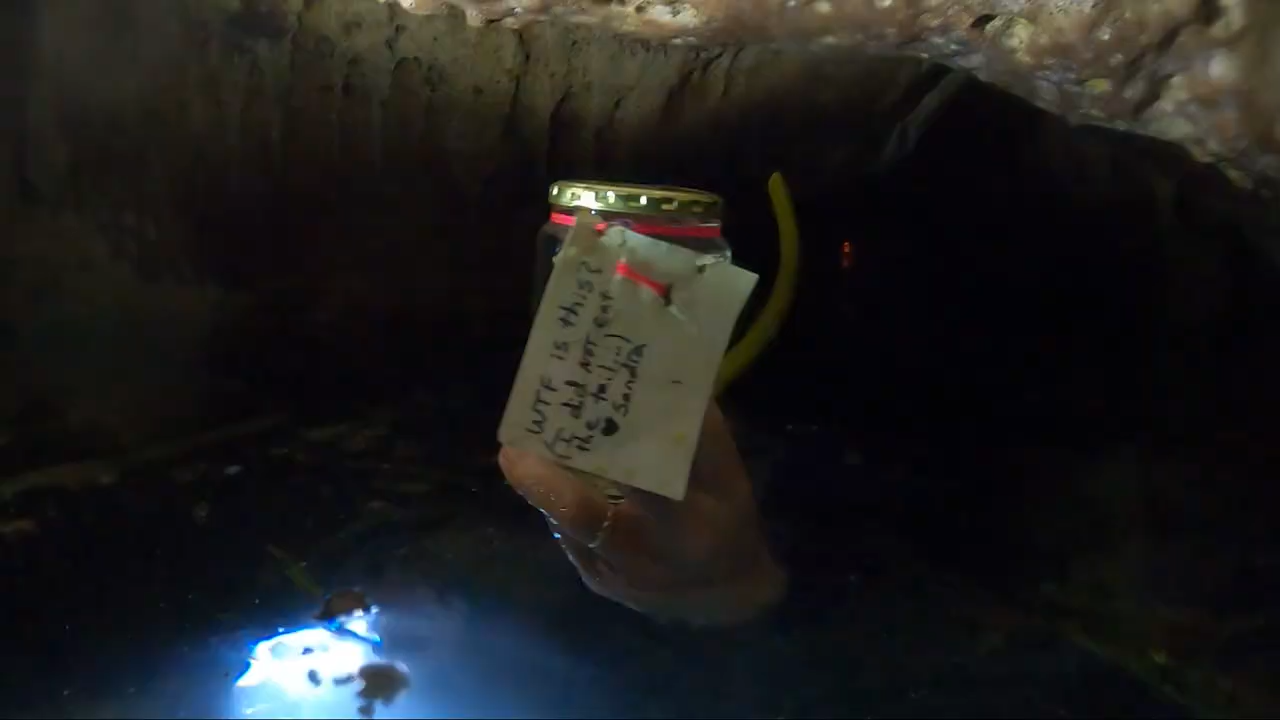 WTF is this?
(I did NOT eat
the tail...)
♥ Sandra